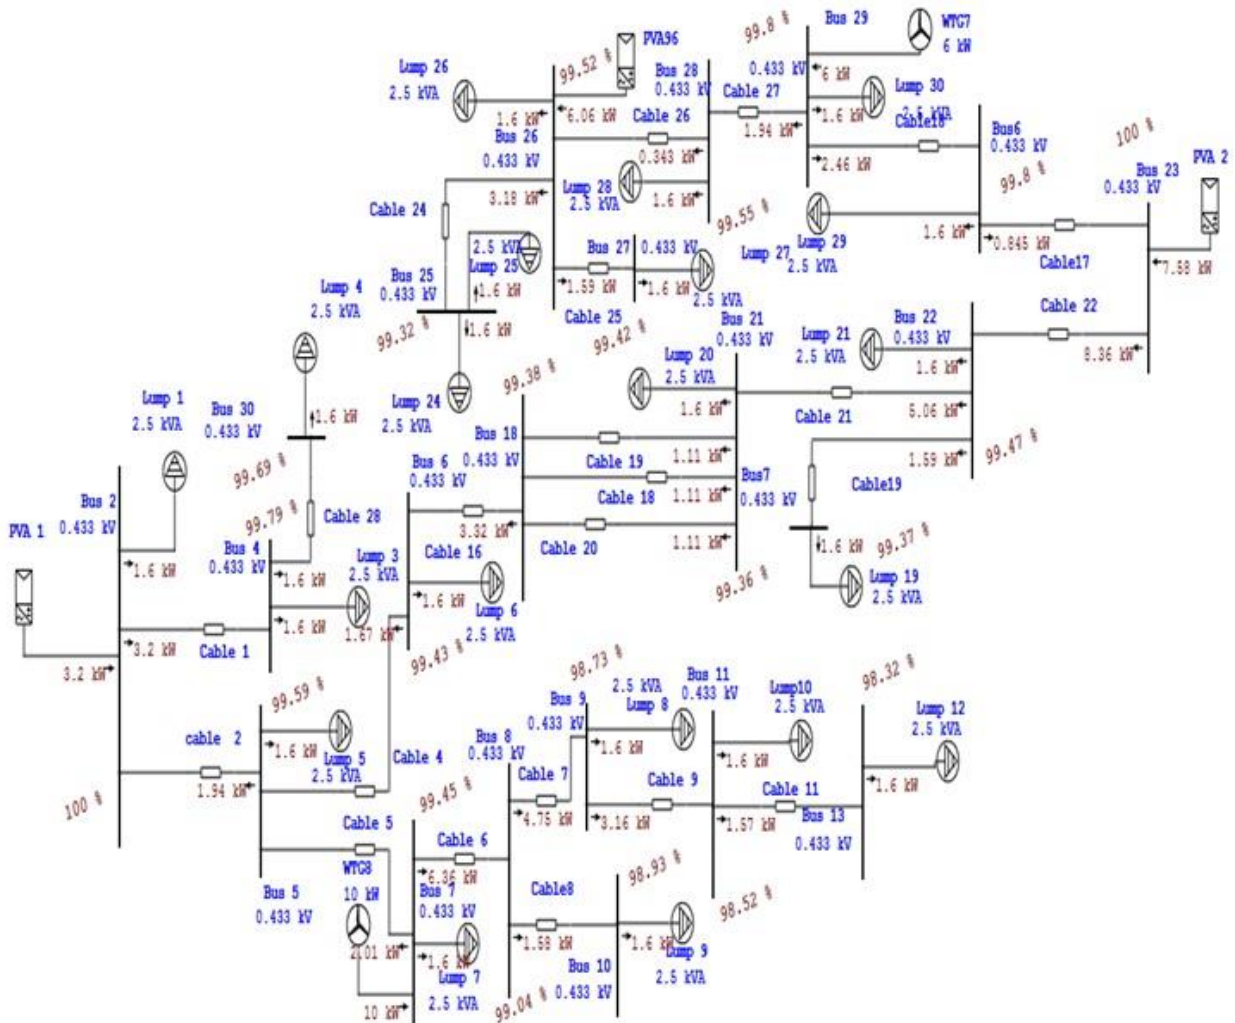 Bus 29
WTG7
6 kW
99.8 %
PVA96
99.52 %
Lump 26
2.5 kVA
Bus 28
0.433 kV
0.433 kV
6 kW
Lump 30
2.5 kVA
Cable 27
1.6 kW
6.06 kW
Cable 26
1.94 kW
1.6 kW
Cable18
Bus6
0.433 kV
100 %
Bus 26
0.433 kV
0.343 kW
2.46 kW
99.8 %
Bus 23
0.433 kV
PVA 2
Lump 28
2.5 kVA
3.18 kW
1.6 kW
Cable 24
99.55 %
Lump 27
Lump 29
2.5 kVA
1.6 kW
0.845 kW
Cable17
7.58 kW
2.5 kVA
Lump 25
Bus 27
0.433 kV
Bus 25
0.433 kV
1.6 kW
1.59 kW
1.6 kW
2.5 kVA
Lump 4
2.5 kVA
99.32 %
1.6 kW
Cable 25
99.42 %
Bus 21
0.433 kV
Lump 21
2.5 kVA
Bus 22
0.433 kV
Cable 22
8.36 kW
99.38 %
Lump 20
2.5 kVA
1.6 kW
1.6 kW
Lump 1
2.5 kVA
Bus 30
0.433 kV
1.6 kW
Lump 24
2.5 kVA
Cable 21
5.06 kW
Bus 18
0.433 kV
99.69 %
Bus 6
0.433 kV
Cable 19
1.11 kW
Bus7
0.433 kV
1.59 kW
99.47 %
Cable19
Bus 2
0.433 kV
99.79 %
Cable 28
Cable 18
1.11 kW
PVA 1
3.32 kW
Cable 20
1.11 kW
1.6 kW
99.37 %
Bus 4
0.433 kV
Lump 3
2.5 kVA
Cable 16
1.6 kW
1.6 kW
1.6 kW
Lump 6
2.5 kVA
99.36 %
Lump 19
2.5 kVA
1.6 kW
1.67 kW
3.2 kW
Cable 1
99.43 %
3.2 kW
98.73 %
98.32 %
99.59 %
2.5 kVA
Lump 8
Bus 11
0.433 kV
Lump10
2.5 kVA
Lump 12
2.5 kVA
Bus 9
0.433 kV
cable 2
1.6 kW
Bus 8
0.433 kV
1.6 kW
1.6 kW
Lump 5
2.5 kVA
Cable 4
Cable 7
Cable 9
Cable 11
1.6 kW
1.94 kW
100 %
99.45 %
4.75 kW
3.16 kW
1.57 kW
Bus 13
0.433 kV
Cable 5
Cable 6
WTG8
10 kW
6.36 kW
98.93 %
Bus 5
0.433 kV
Bus 7
0.433 kV
Cable8
98.52 %
2.01 kW
1.6 kW
1.58 kW
1.6 kW
Lump 7
2.5 kVA
Bus 10
0.433 kV
Lump 9
2.5 kVA
10 kW
99.04 %